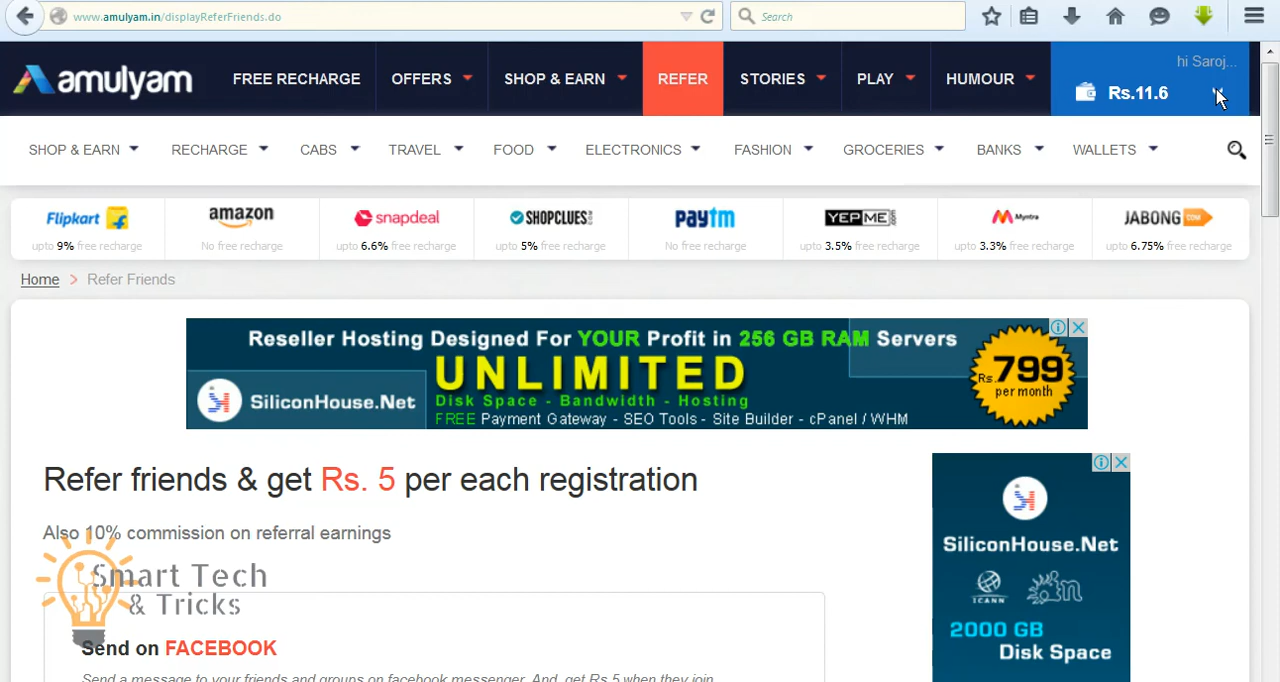 www.amulyam.in/displayReferFriends.do
Search
amulyam
FREE RECHARGE
OFFERS
SHOP & EARN
REFER
STORIES
PLAY
HUMOUR
hi Saroj...
Rs.11.6
SHOP & EARN
RECHARGE
CABS
TRAVEL
FOOD
ELECTRONICS
FASHION
GROCERIES
BANKS
WALLETS
Flipkart
upto 9% free recharge
amazon
No free recharge
snapdeal
upto 6.6% free recharge
SHOPCLUES.COM
upto 5% free recharge
paytm
No free recharge
YEPME.COM
upto 3.5% free recharge
Myntra
upto 3.3% free recharge
JABONG COM
upto 6.75% free recharge
Home > Refer Friends
Reseller Hosting Designed For YOUR Profit in 256 GB RAM Servers
UNLIMITED
Disk Space - Bandwidth - Hosting
FREE Payment Gateway - SEO Tools - Site Builder - cPanel / WHM
SiliconHouse.Net
Rs. 799
per month
Refer friends & get Rs. 5 per each registration
Also 10% commission on referral earnings
Smart Tech
& Tricks
Send on FACEBOOK
Send a message to your friends and groups on facebook messenger. And, get Rs 5 when they join
SiliconHouse.Net
ICANN
2000 GB
Disk Space